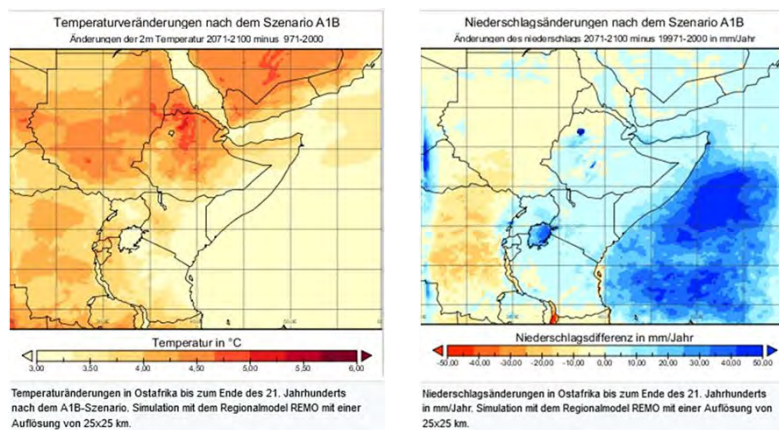 Temperaturveränderungen nach dem Szenario A1B
Änderungen der 2m Temperatur 2071-2100 minus 971-2000
Temperatur in °C
3,00 3,50 4,00 4,50 5,00 5,50 6,00
Temperaturänderungen in Ostafrika bis zum Ende des 21. Jahrhunderts
nach dem A1B-Szenario. Simulation mit dem Regionalmodel REMO mit einer
Auflösung von 25x25 km.
Niederschlagsänderungen nach dem Szenario A1B
Änderungen des niederschlags 2071-2100 minus 19971-2000 in mm/Jahr
Niederschlagsdifferenz in mm/Jahr
-50.00 -40.00 -30.00 -20.00 -10.00 0.00 10.00 20.00 30.00 40.00 50.00
Niederschlagsänderungen in Ostafrika bis zum Ende des 21. Jahrhunderts
in mm/Jahr. Simulation mit dem Regionalmodel REMO mit einer Auflösung von
25x25 km.